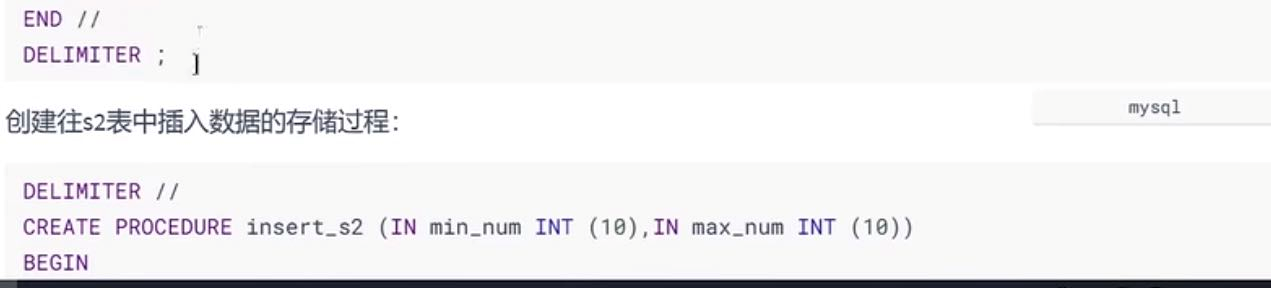 END //
DELIMITER ;
创建往s2表中插入数据的存储过程：
mysql
DELIMITER //
CREATE PROCEDURE insert_s2 (IN min_num INT (10),IN max_num INT (10))
BEGIN